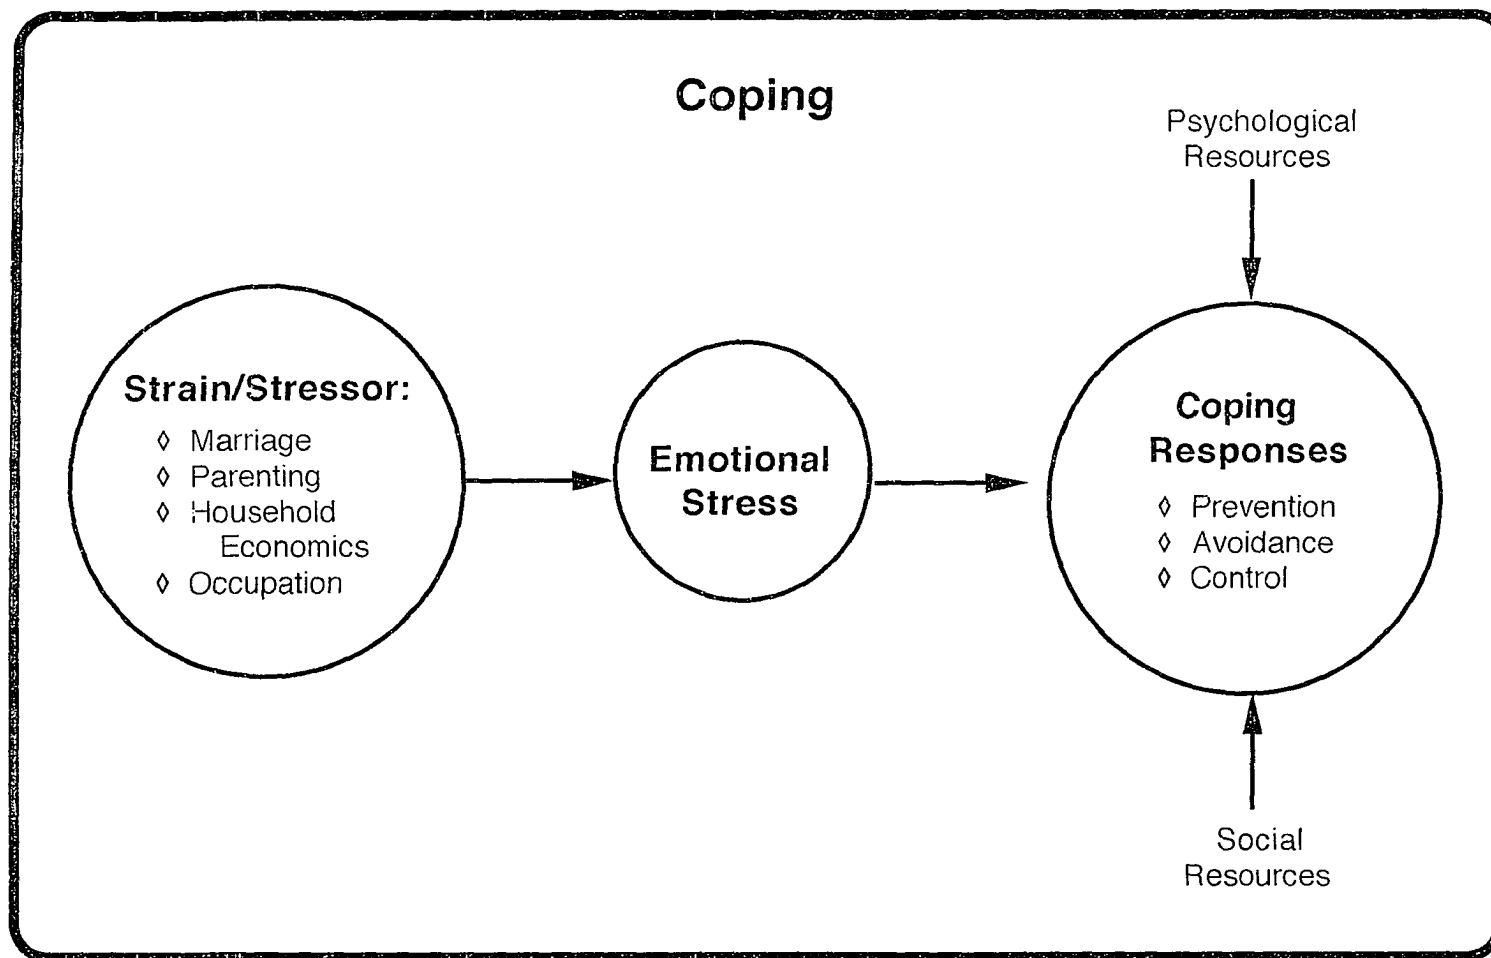 Coping
Psychological
Resources
Strain/Stressor:
◊ Marriage
◊ Parenting
◊ Household
Economics
◊ Occupation
Emotional
Stress
Coping
Responses
◊ Prevention
◊ Avoidance
◊ Control
Social
Resources